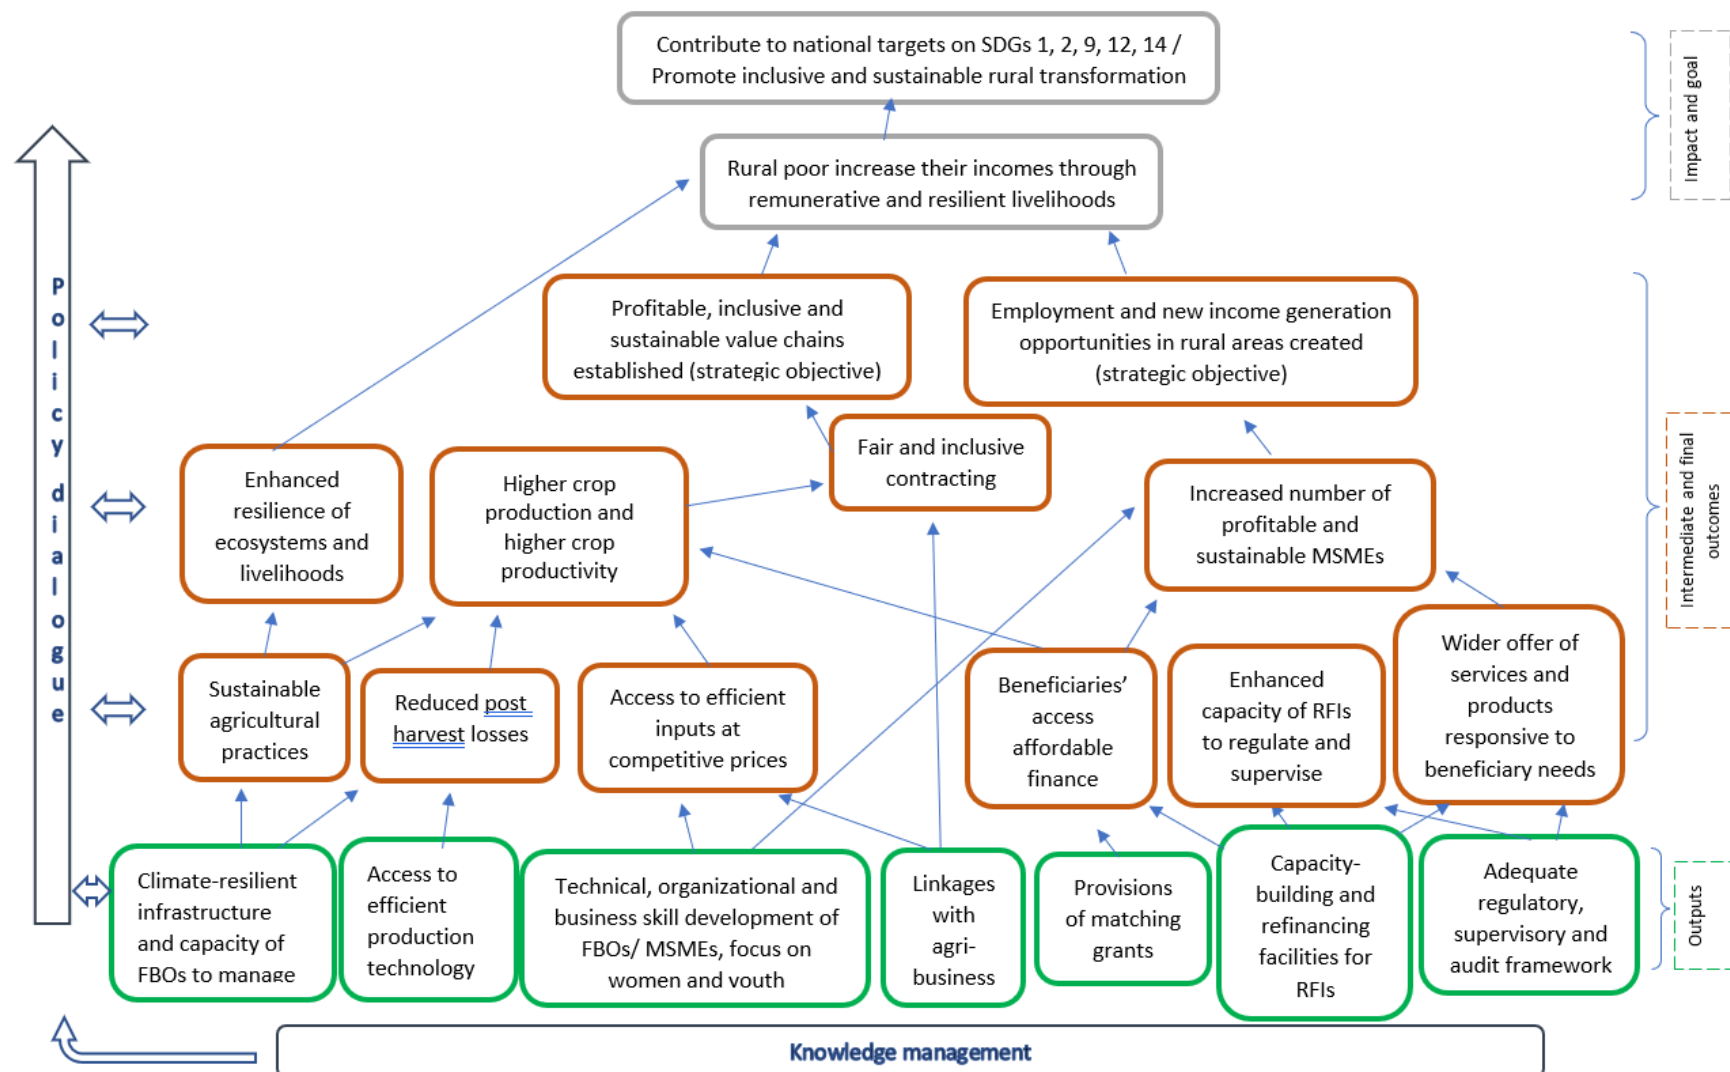 Contribute to national targets on SDGs 1, 2, 9, 12, 14 /
Promote inclusive and sustainable rural transformation
Impact and goal
Rural poor increase their incomes through
remunerative and resilient livelihoods
Policy dialogue
Profitable, inclusive and
sustainable value chains
established (strategic objective)
Employment and new income generation
opportunities in rural areas created
(strategic objective)
Intermediate and final
outcomes
Enhanced
resilience of
ecosystems and
livelihoods
Higher crop
production and
higher crop
productivity
Fair and inclusive
contracting
Increased number of
profitable and
sustainable MSMEs
Sustainable
agricultural
practices
Reduced post
harvest losses
Access to efficient
inputs at
competitive prices
Beneficiaries’
access
affordable
finance
Enhanced
capacity of RFIs
to regulate and
supervise
Wider offer of
services and
products
responsive to
beneficiary needs
Climate-resilient
infrastructure
and capacity of
FBOs to manage
Access to
efficient
production
technology
Technical, organizational and
business skill development of
FBOs/ MSMEs, focus on
women and youth
Linkages
with
agri-
business
Provisions
of matching
grants
Capacity-
building and
refinancing
facilities for
RFIs
Adequate
regulatory,
supervisory and
audit framework
Outputs
Knowledge management